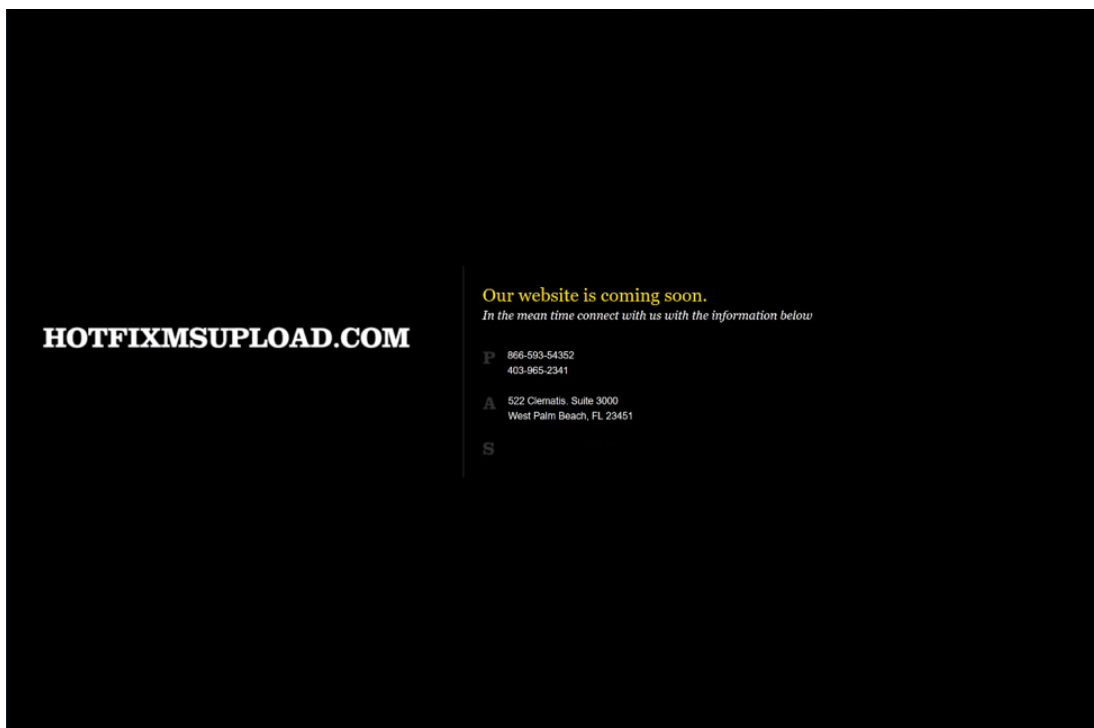 HOTFIXMSUPLOAD.COM
Our website is coming soon.
In the mean time connect with us with the information below
P
866-593-54352
403-965-2341
A
522 Clematis. Suite 3000
West Palm Beach, FL 23451
S